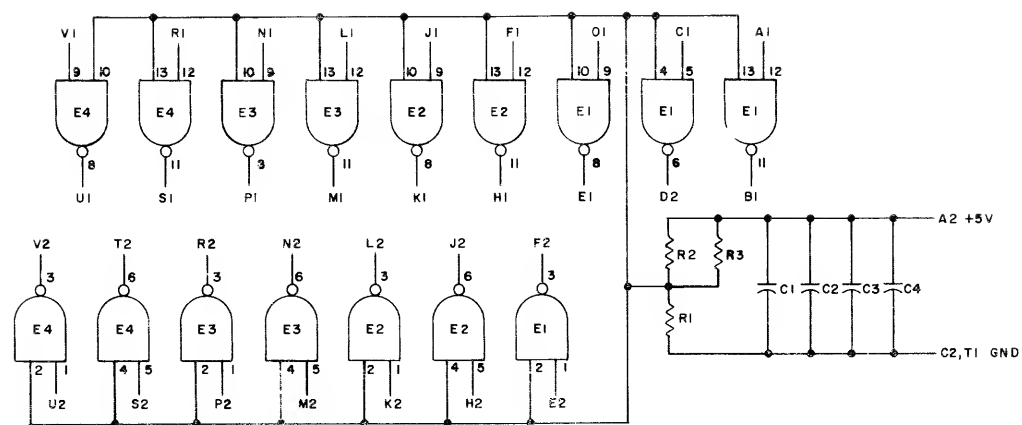 V1 R1 N1 L1 J1 F1 O1 C1 A1
9 10 13 12 10 9 13 12 10 9 13 12 10 9 4 5 13 12
E4 E4 E3 E3 E2 E2 E1 E1 E1
8 11 3 11 8 11 8 6 11
U1 S1 P1 M1 K1 H1 E1 D2 B1
A2 +5V
V2 T2 R2 N2 L2 J2 F2
R2 R3
3 6 3 6 3 6 3
C1 C2 C3 C4
E4 E4 E3 E3 E2 E2 E1
R1
C2,T1 GND
2 1 4 5 2 1 4 5 2 1 4 5 2 1
U2 S2 P2 M2 K2 H2 E2